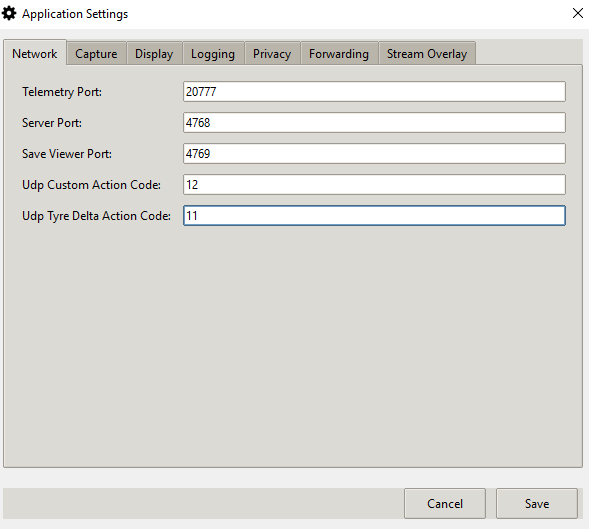 Application Settings
Network Capture Display Logging Privacy Forwarding Stream Overlay
Telemetry Port: 20777
Server Port: 4768
Save Viewer Port: 4769
Udp Custom Action Code: 12
Udp Tyre Delta Action Code: 11
Cancel Save